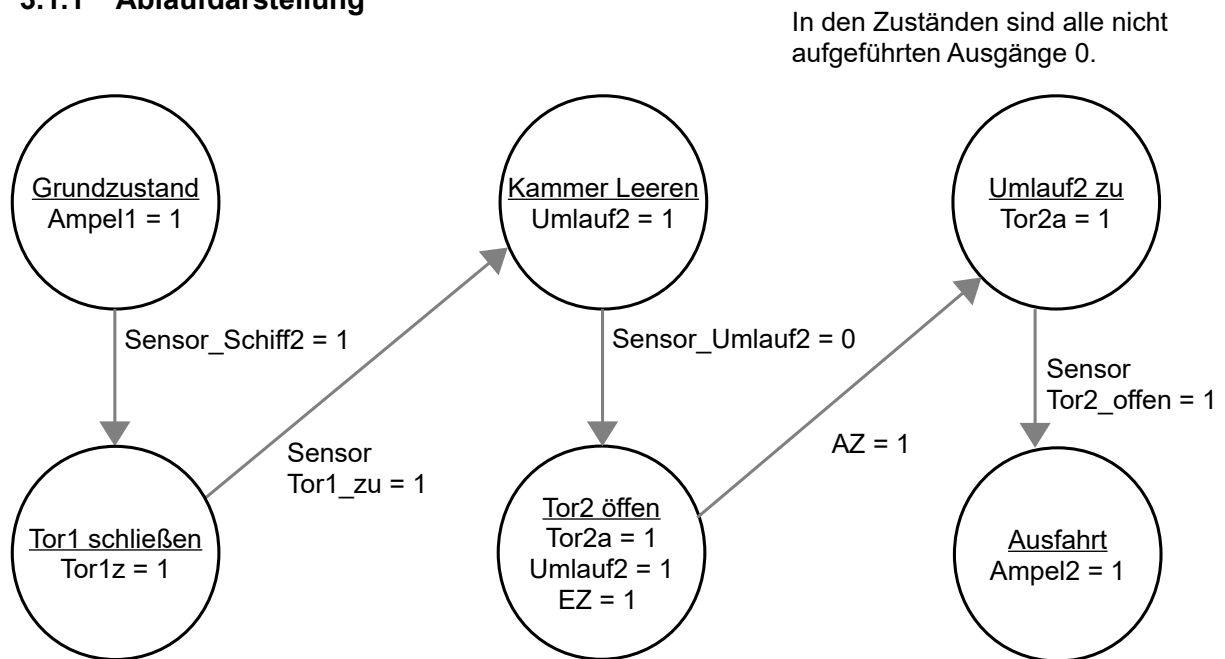 3.1.1 Ablaufdarstellung
In den Zuständen sind alle nicht
aufgeführten Ausgänge 0.
Grundzustand
Ampel1 = 1
Kammer Leeren
Umlauf2 = 1
Umlauf2 zu
Tor2a = 1
Sensor_Schiff2 = 1
Sensor_Umlauf2 = 0
Sensor
Tor2_offen = 1
Sensor
Tor1_zu = 1
AZ = 1
Tor1 schließen
Tor1z = 1
Tor2 öffen
Tor2a = 1
Umlauf2 = 1
EZ = 1
Ausfahrt
Ampel2 = 1